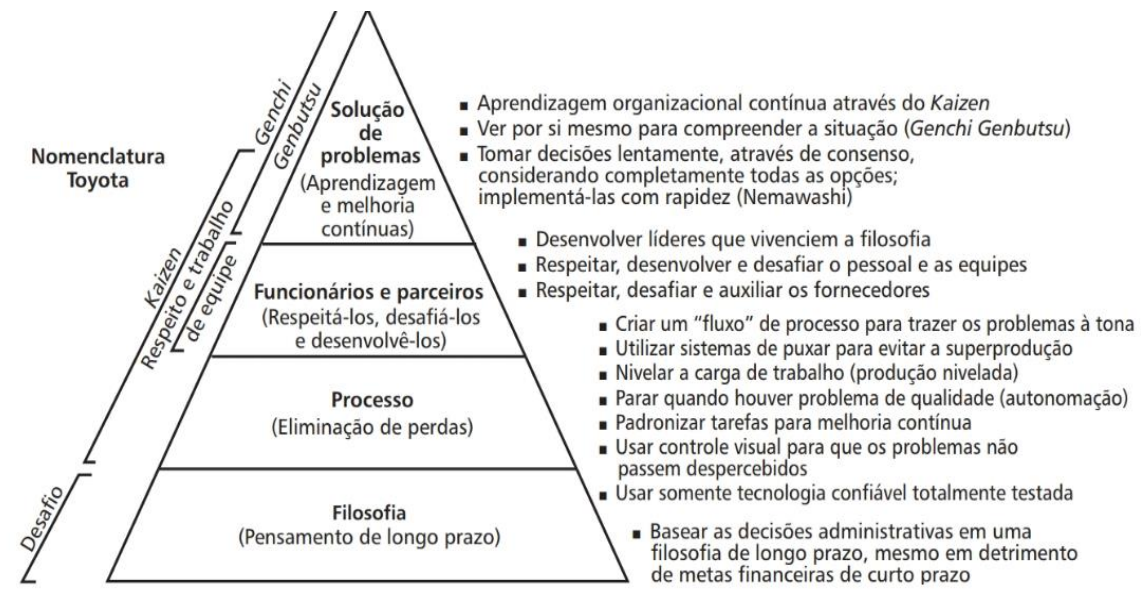 Nomenclatura
Toyota
Genchi
Genbutsu
Kaizen
Respeito e trabalho
de equipe
Desafio
Solução
de
problemas
(Aprendizagem
e melhoria
contínuas)
▪ Aprendizagem organizacional contínua através do Kaizen
▪ Ver por si mesmo para compreender a situação (Genchi Genbutsu)
▪ Tomar decisões lentamente, através de consenso,
considerando completamente todas as opções;
implementá-las com rapidez (Nemawashi)
Funcionários e parceiros
(Respeitá-los, desafiá-los
e desenvolvê-los)
▪ Desenvolver líderes que vivenciem a filosofia
▪ Respeitar, desenvolver e desafiar o pessoal e as equipes
▪ Respeitar, desafiar e auxiliar os fornecedores
Processo
(Eliminação de perdas)
▪ Criar um “fluxo” de processo para trazer os problemas à tona
▪ Utilizar sistemas de puxar para evitar a superprodução
▪ Nivelar a carga de trabalho (produção nivelada)
▪ Parar quando houver problema de qualidade (autonomação)
▪ Padronizar tarefas para melhoria contínua
▪ Usar controle visual para que os problemas não
passem despercebidos
▪ Usar somente tecnologia confiável totalmente testada
Filosofia
(Pensamento de longo prazo)
▪ Basear as decisões administrativas em uma
filosofia de longo prazo, mesmo em detrimento
de metas financeiras de curto prazo